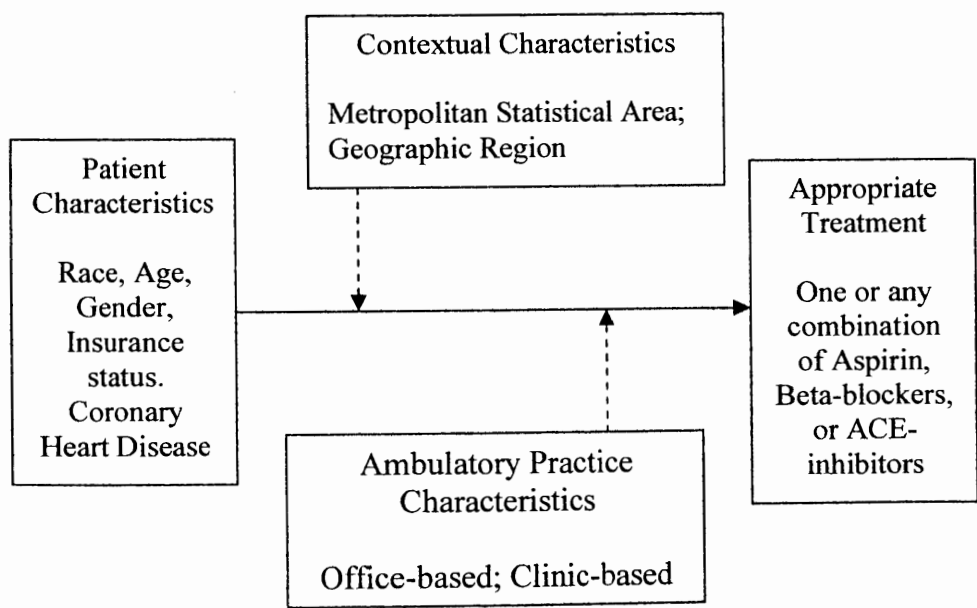 Contextual Characteristics
Metropolitan Statistical Area;
Geographic Region
Patient
Characteristics
Race, Age,
Gender,
Insurance
status.
Coronary
Heart Disease
Appropriate
Treatment
One or any
combination
of Aspirin,
Beta-blockers,
or ACE-
inhibitors
Ambulatory Practice
Characteristics
Office-based; Clinic-based